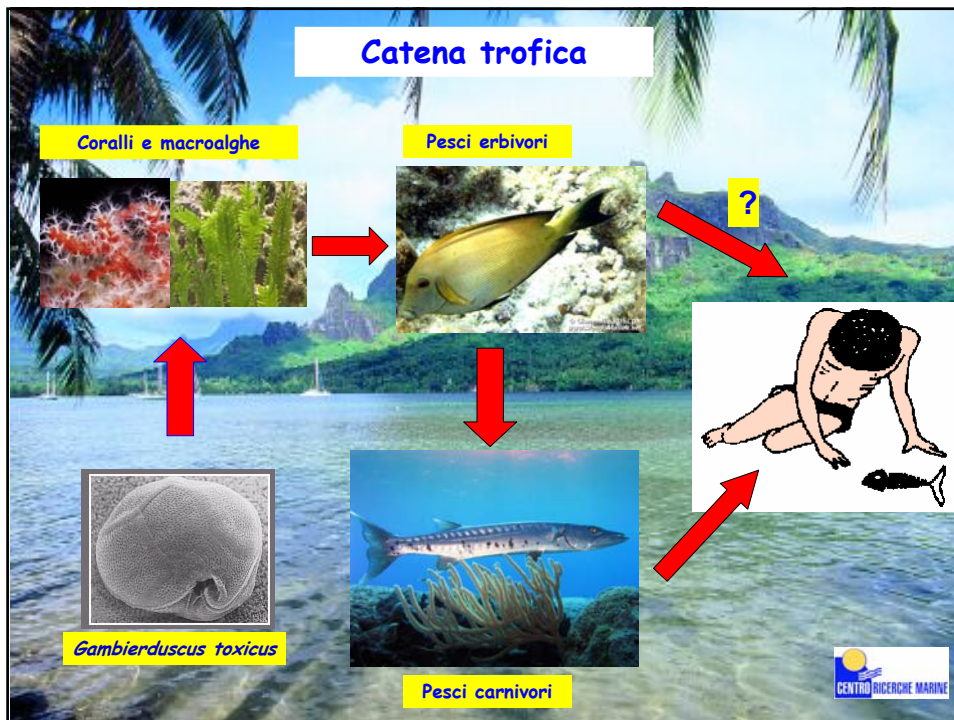 Catena trofica
Coralli e macroalghe
Pesci erbivori
?
Gambierduscus toxicus
Pesci carnivori
CENTRO RICERCHE MARINE